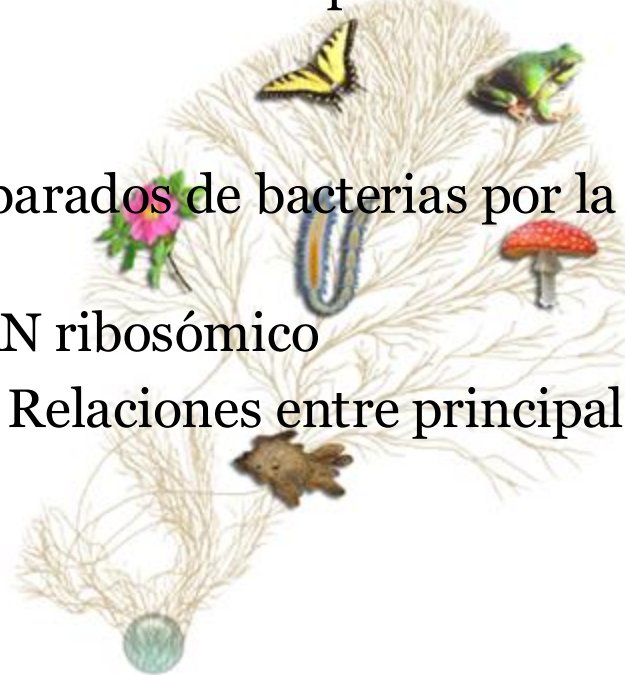 parados de bacterias por la
N ribosómico
Relaciones entre principal